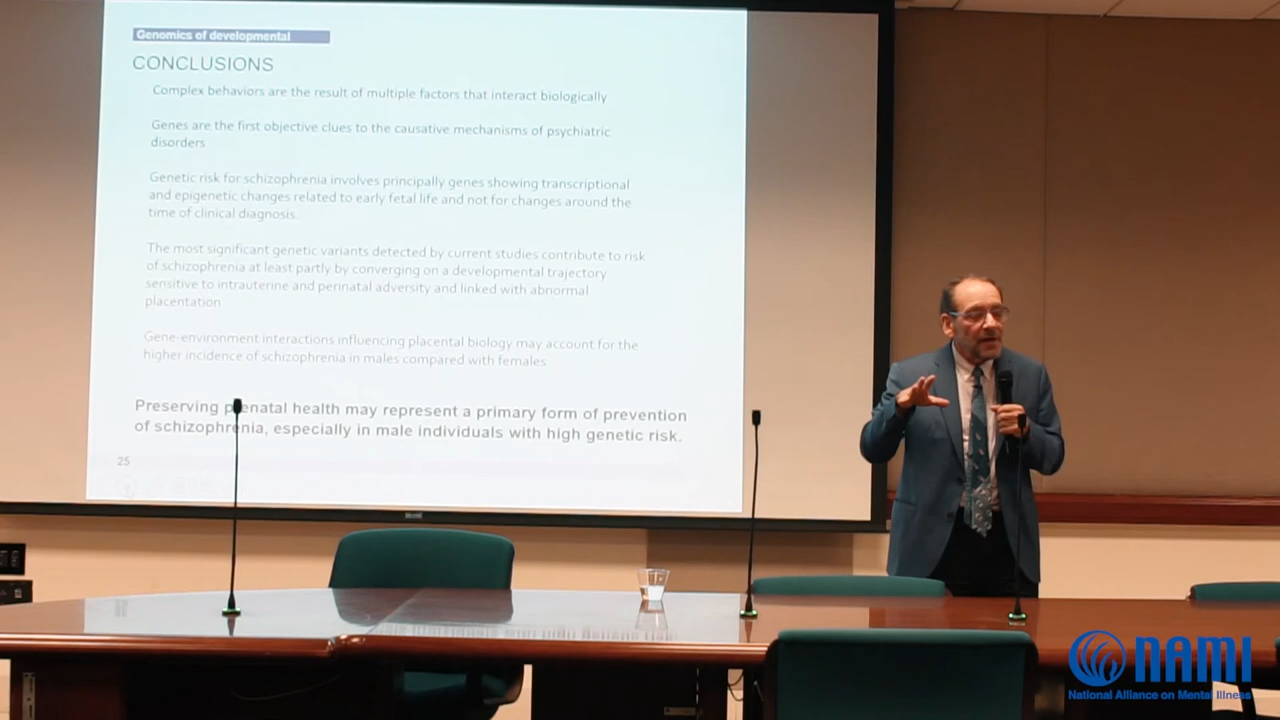 Genomics of developmental
CONCLUSIONS
Complex behaviors are the result of multiple factors that interact biologically
Genes are the first objective clues to the causative mechanisms of psychiatric
disorders
Genetic risk for schizophrenia involves principally genes showing transcriptional
and epigenetic changes related to early fetal life and not for changes around the
time of clinical diagnosis.
The most significant genetic variants detected by current studies contribute to risk
of schizophrenia at least partly by converging on a developmental trajectory
sensitive to intrauterine and perinatal adversity and linked with abnormal
placentation
Gene-environment interactions influencing placental biology may account for the
higher incidence of schizophrenia in males compared with females
Preserving prenatal health may represent a primary form of prevention
of schizophrenia, especially in male individuals with high genetic risk.
25
NAMI
National Alliance on Mental Illness